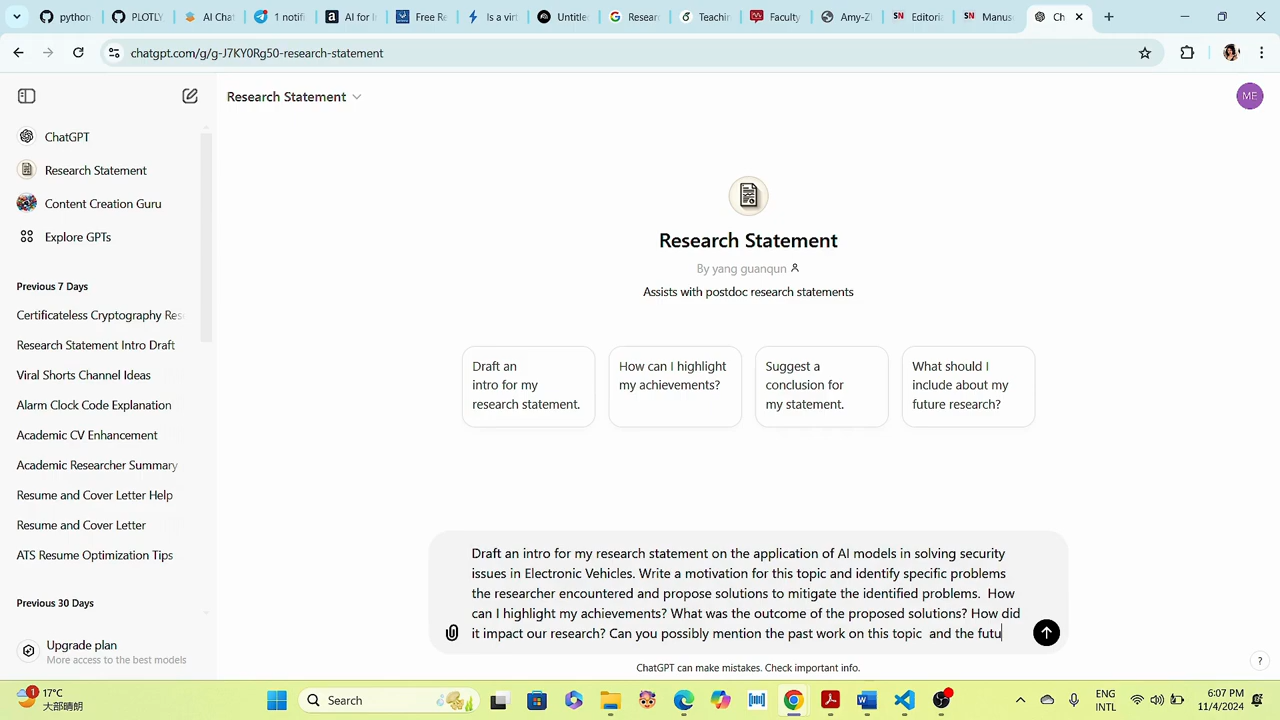 python
PLOTLY
AI Chat
1 notifi
AI for I
Free Re
Is a virt
Untitle
Researc
Teachin
Faculty
Amy-Z
Editoria
Manus
Ch
chatgpt.com/g/g-J7KY0Rg50-research-statement
Research Statement
ME
ChatGPT
Research Statement
Content Creation Guru
Explore GPTs
Previous 7 Days
Certificateless Cryptography Res
Research Statement Intro Draft
Viral Shorts Channel Ideas
Alarm Clock Code Explanation
Academic CV Enhancement
Academic Researcher Summary
Resume and Cover Letter Help
Resume and Cover Letter
ATS Resume Optimization Tips
Previous 30 Days
Upgrade plan
More access to the best models
Research Statement
By yang guanqun
Assists with postdoc research statements
Draft an
intro for my
research statement.
How can I highlight
my achievements?
Suggest a
conclusion for
my statement.
What should I
include about my
future research?
Draft an intro for my research statement on the application of AI models in solving security
issues in Electronic Vehicles. Write a motivation for this topic and identify specific problems
the researcher encountered and propose solutions to mitigate the identified problems.  How
can I highlight my achievements? What was the outcome of the proposed solutions? How did
it impact our research? Can you possibly mention the past work on this topic  and the futu
ChatGPT can make mistakes. Check important info.
?
1
17°C
大部晴朗
Search
ENG
INTL
6:07 PM
11/4/2024